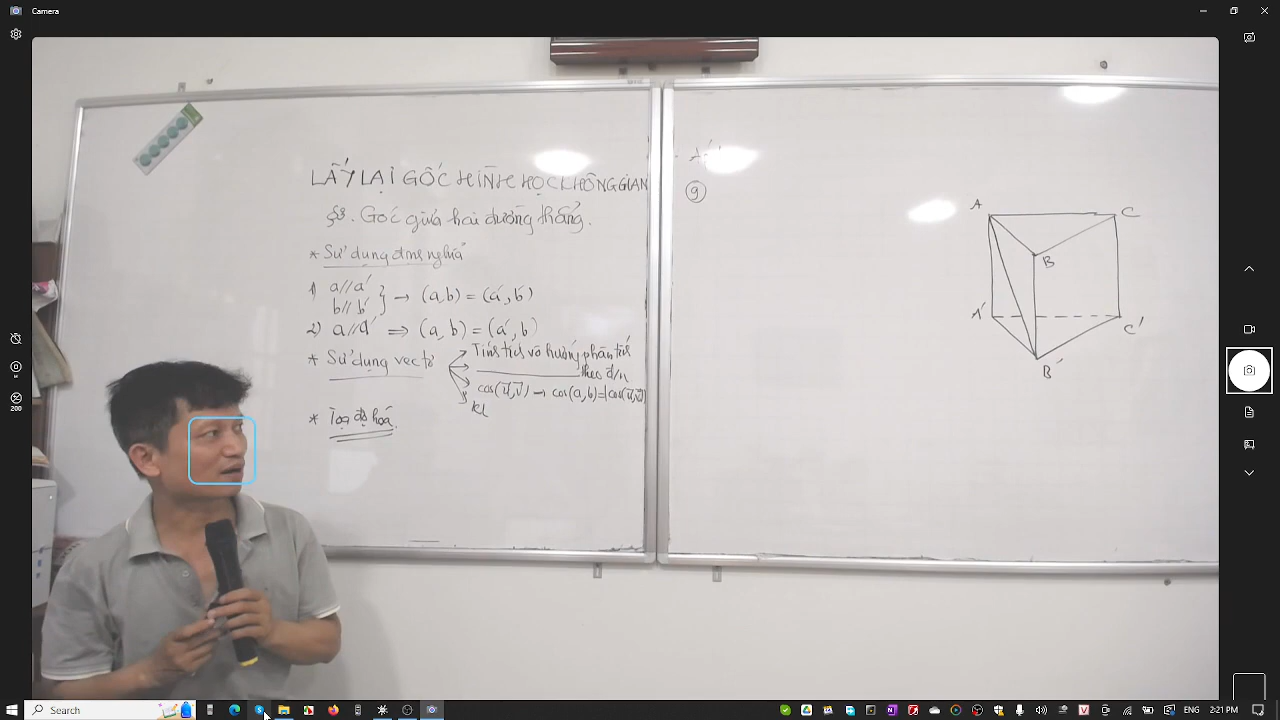 Camera
LẤY LẠI GỐC HÌNH HỌC KHÔNG GIAN
§3. Góc giữa hai đường thẳng.
* Sử dụng định nghĩa
1) a//a'
b//b' } → (a,b) = (a',b')
2) a//a' ⇒ (a,b) = (a',b)
* Sử dụng vectơ
Tính tích vô hướng phân tích
theo đ/n
cos(u⃗,v⃗) → cos(a,b)=|cos(u⃗,v⃗)|
kl
* Toạ độ hoá.
9
A
C
B
A'
C'
B'
200
Search
ENG
2:21 PM